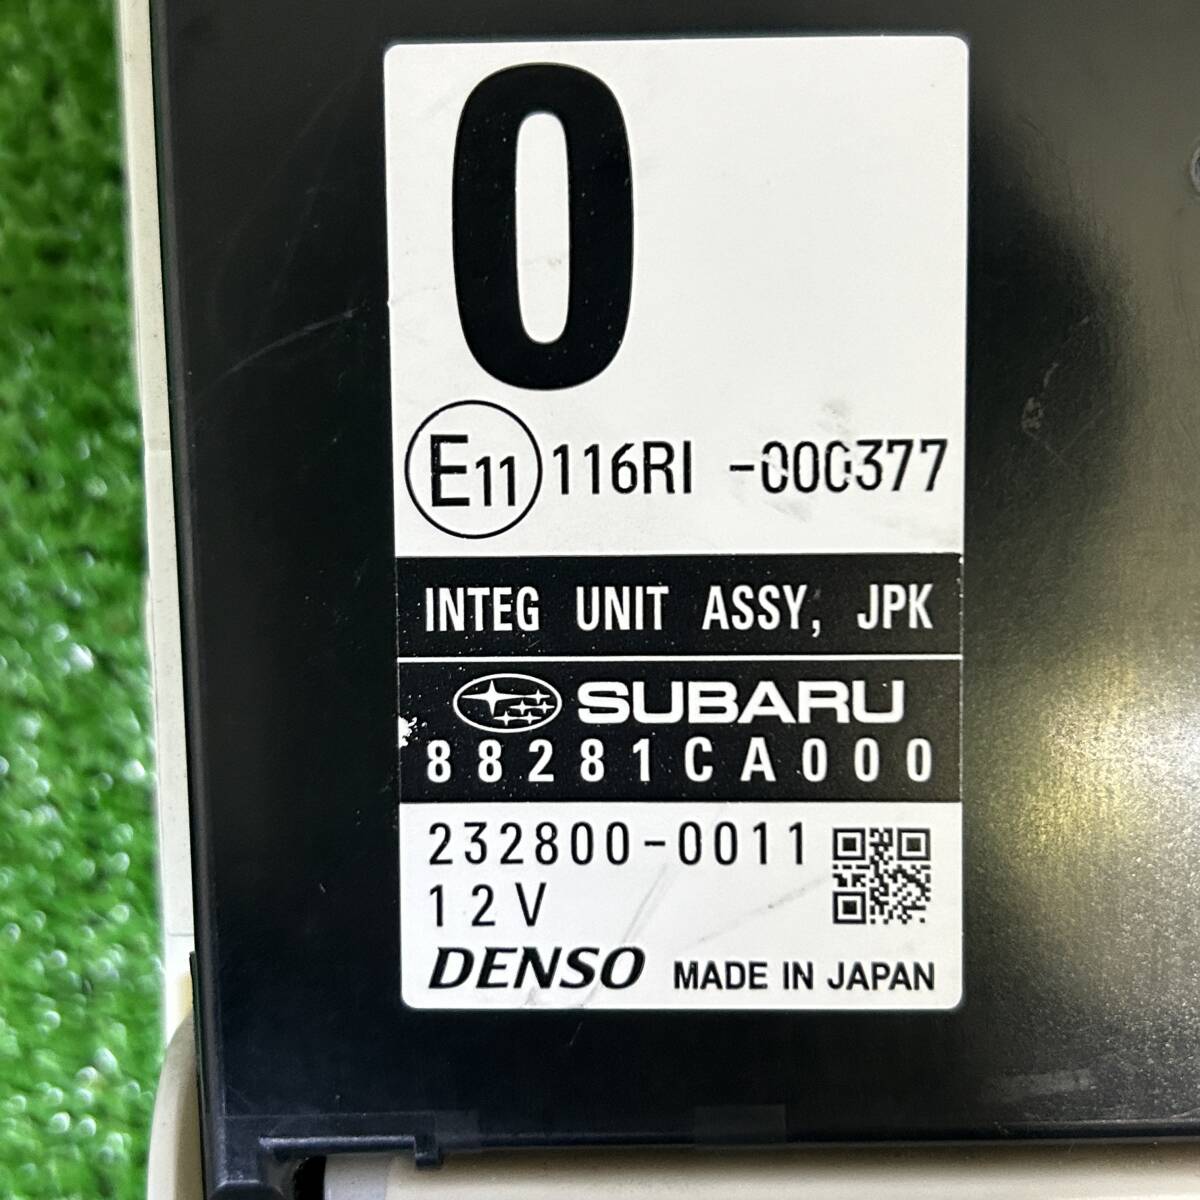 0
E11 116RI -000377
INTEG UNIT ASSY, JPK
SUBARU
88281CA000
232800-0011
12V
DENSO MADE IN JAPAN